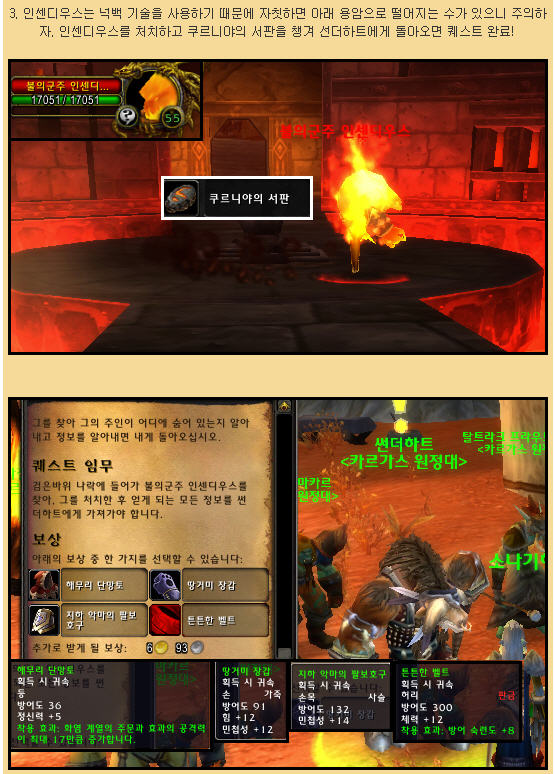 3. 인센디우스는 넉백 기술을 사용하기 때문에 자칫하면 아래 용암으로 떨어지는 수가 있으니 주의하
자. 인센디우스를 처치하고 쿠르니야의 서판을 챙겨 선더하트에게 돌아오면 퀘스트 완료!
불의군주 인센디...
17051 / 17051
55
불의군주 인센디우스
쿠르니야의 서판
그를 찾아 그의 주인이 어디에 숨어 있는지 알아
내고 정보를 알아내면 내게 돌아오십시오.
퀘스트 임무
검은바위 나락에 들어가 불의군주 인센디우스를
찾아, 그를 처치한 후 얻게 되는 모든 정보를 썬
더하트에게 가져가야 합니다.
보상
아래의 보상 중 한 가지를 선택할 수 있습니다:
해무리 단망토
땅거미 장갑
지하 악마의 팔보
호구
튼튼한 벨트
추가로 받게 될 보상: 6 93
썬더하트
<카르가스 원정대>
탈트라크
<카르가스 원
마카르
원정대>
소나기
해무리 단망토
획득 시 귀속
등
방어도 36
정신력 +5
착용 효과: 화염 계열의 주문과 효과의 공격력
이 최대 17만큼 증가합니다.
땅거미 장갑
획득 시 귀속
손 가죽
방어도 91
힘 +12
민첩성 +12
지하 악마의 팔보호구
획득 시 귀속
손목 사슬
방어도 132
민첩성 +14
튼튼한 벨트
획득 시 귀속
허리 판금
방어도 300
체력 +12
착용 효과: 방어 숙련도 +8